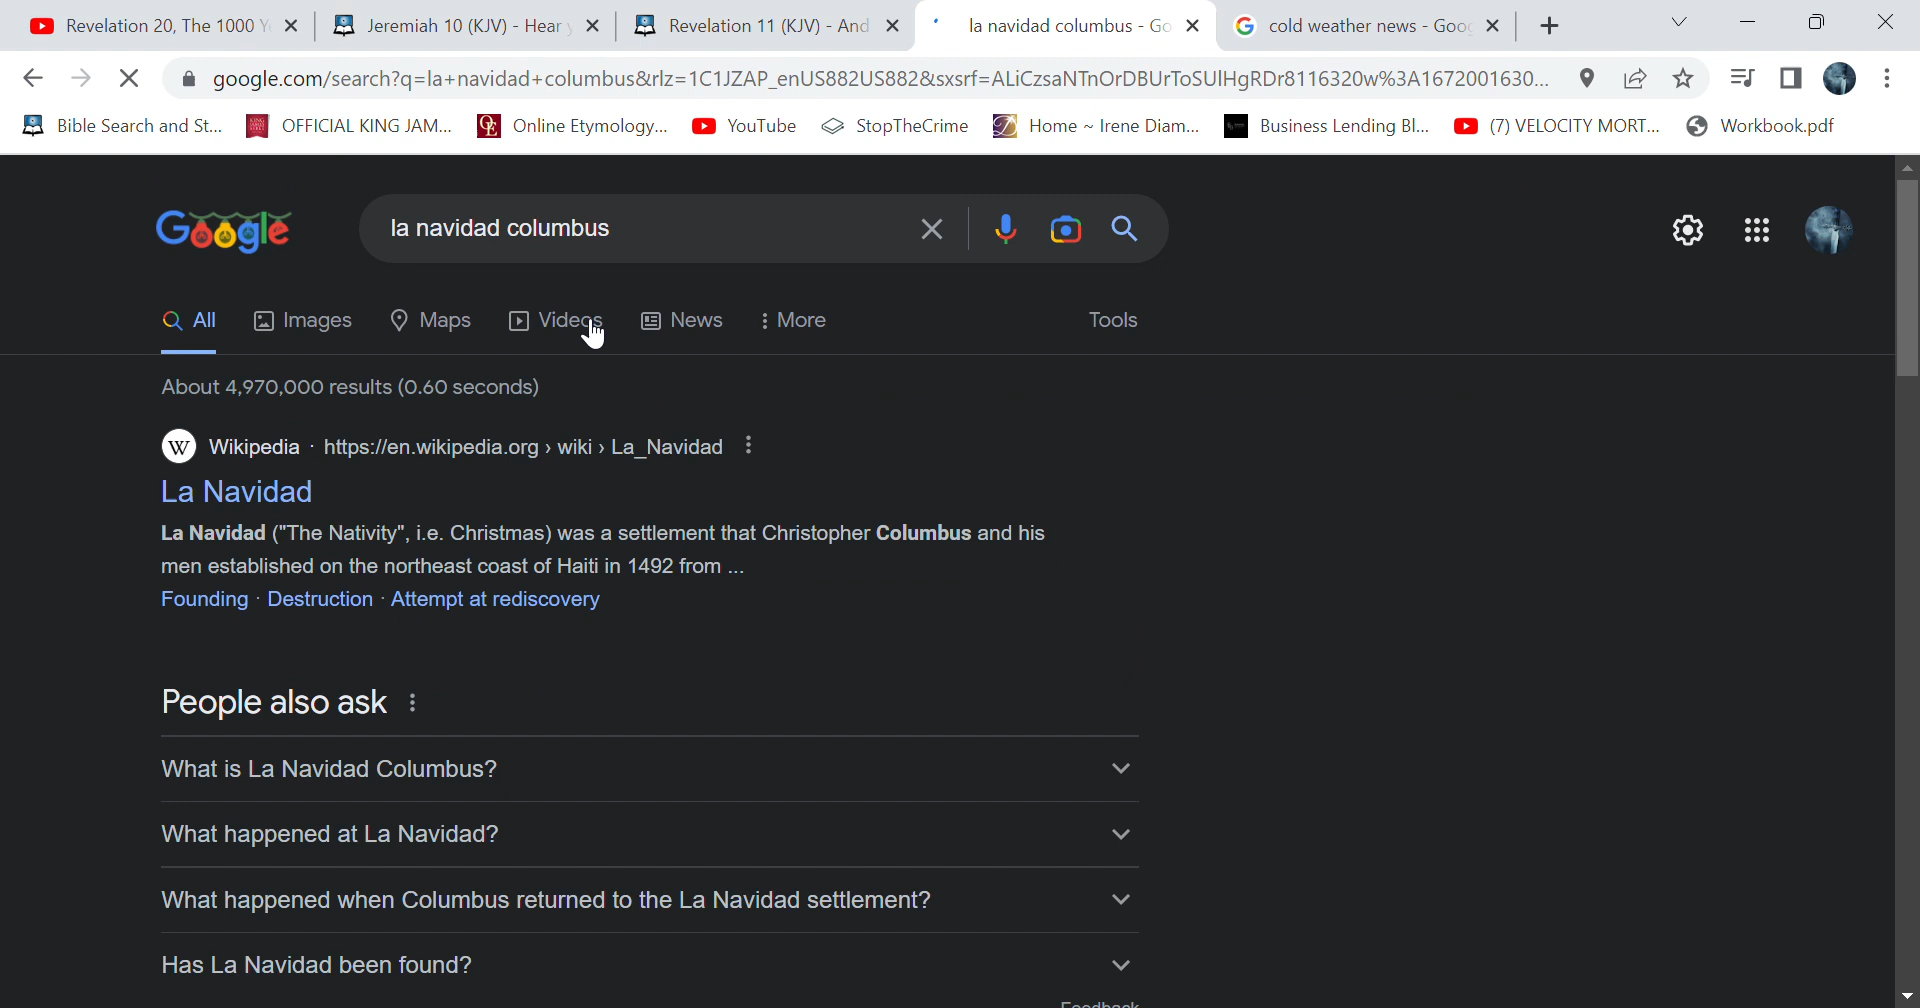 Revelation 20, The 1000 Y
Jeremiah 10 (KJV) - Hear y
Revelation 11 (KJV) - And
la navidad columbus - Go
cold weather news - Goog
google.com/search?q=la+navidad+columbus&rlz=1C1JZAP_enUS882US882&sxsrf=ALiCzsaNTnOrDBUrToSUlHgRDr8116320w%3A1672001630...
Bible Search and St...
OFFICIAL KING JAM...
Online Etymology...
YouTube
StopTheCrime
Home ~ Irene Diam...
Business Lending Bl...
(7) VELOCITY MORT...
Workbook.pdf
Google
la navidad columbus
All
Images
Maps
Videos
News
More
Tools
About 4,970,000 results (0.60 seconds)
W
Wikipedia · https://en.wikipedia.org › wiki › La_Navidad
La Navidad
La Navidad ("The Nativity", i.e. Christmas) was a settlement that Christopher Columbus and his
men established on the northeast coast of Haiti in 1492 from ...
Founding · Destruction · Attempt at rediscovery
People also ask
What is La Navidad Columbus?
What happened at La Navidad?
What happened when Columbus returned to the La Navidad settlement?
Has La Navidad been found?
Feedback